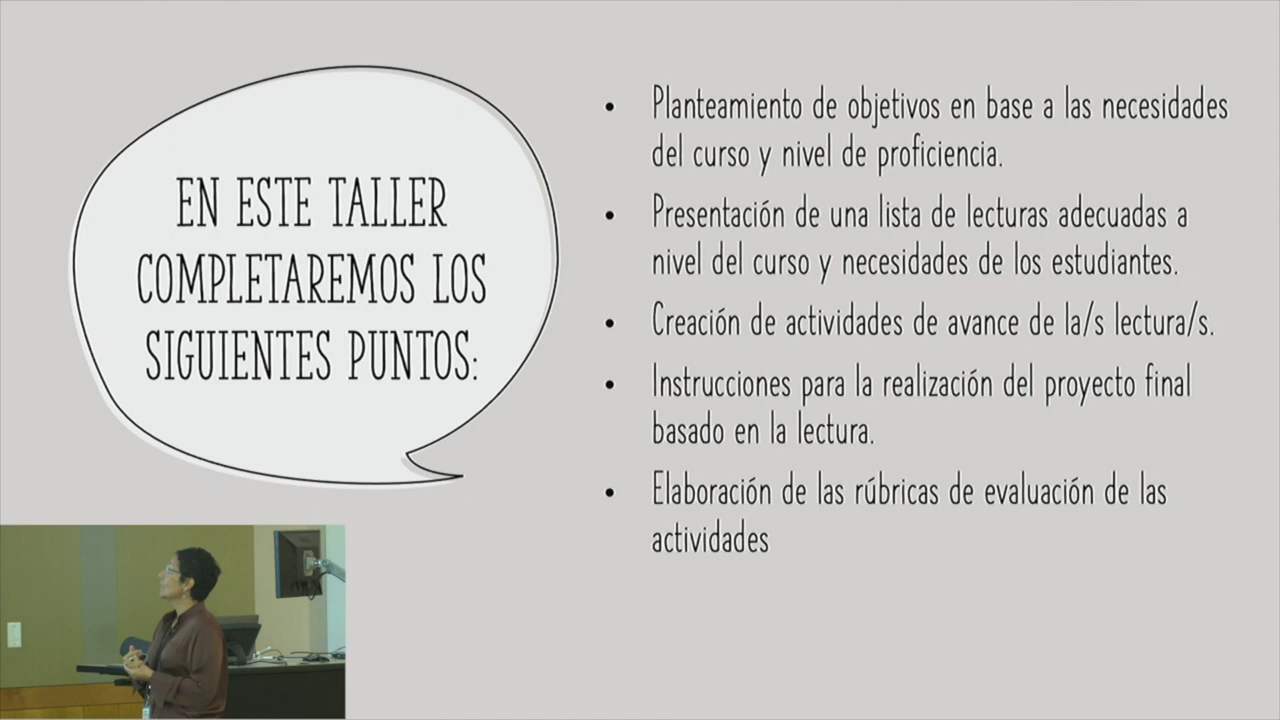 EN ESTE TALLER
COMPLETAREMOS LOS
SIGUIENTES PUNTOS:
• Planteamiento de objetivos en base a las necesidades
del curso y nivel de proficiencia.
• Presentación de una lista de lecturas adecuadas a
nivel del curso y necesidades de los estudiantes.
• Creación de actividades de avance de la/s lectura/s.
• Instrucciones para la realización del proyecto final
basado en la lectura.
• Elaboración de las rúbricas de evaluación de las
actividades